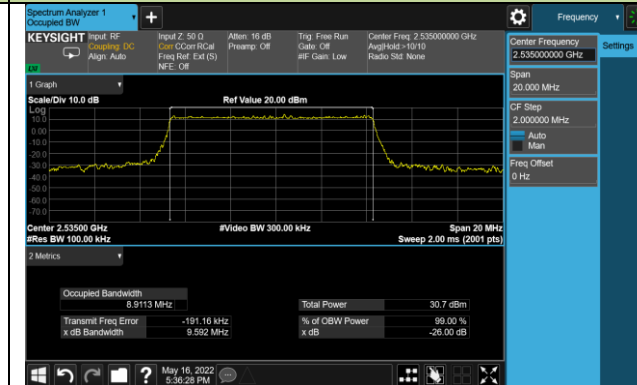 Spectrum Analyzer 1
Occupied BW
+
Frequency
KEYSIGHT
Input: RF
Coupling: DC
Align: Auto
Input Z: 50 Ω
Corr CCorr RCal
Freq Ref: Ext (S)
NFE: Off
Atten: 16 dB
Preamp: Off
Trig: Free Run
Gate: Off
#IF Gain: Low
Center Freq: 2.535000000 GHz
Avg|Hold:>10/10
Radio Std: None
LW
Center Frequency
2.535000000 GHz
Settings
Span
20.000 MHz
CF Step
2.000000 MHz
Auto
Man
Freq Offset
0 Hz
1 Graph
Scale/Div 10.0 dB
Ref Value 20.00 dBm
Log
10.0
0.00
-10.0
-20.0
-30.0
-40.0
-50.0
-60.0
-70.0
Center 2.53500 GHz
#Video BW 300.00 kHz
Span 20 MHz
#Res BW 100.00 kHz
Sweep 2.00 ms (2001 pts)
2 Metrics
Occupied Bandwidth
8.9113 MHz
Total Power
30.7 dBm
Transmit Freq Error
-191.16 kHz
% of OBW Power
99.00 %
x dB Bandwidth
9.592 MHz
x dB
-26.00 dB
?
May 16, 2022
5:36:28 PM